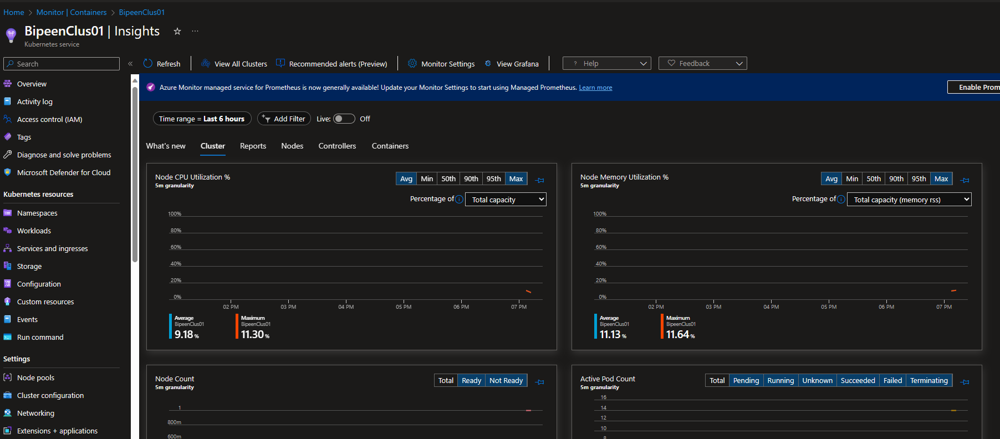 Home > Monitor | Containers > BipeenClus01
BipeenClus01 | Insights
Kubernetes service
Search
Refresh
View All Clusters
Recommended alerts (Preview)
Monitor Settings
View Grafana
? Help
Feedback
Overview
Activity log
Access control (IAM)
Tags
Diagnose and solve problems
Microsoft Defender for Cloud
Kubernetes resources
Namespaces
Workloads
Services and ingresses
Storage
Configuration
Custom resources
Events
Run command
Settings
Node pools
Cluster configuration
Networking
Extensions + applications
Azure Monitor managed service for Prometheus is now generally available! Update your Monitor Settings to start using Managed Prometheus. Learn more
Enable Prom
Time range = Last 6 hours
Add Filter
Live: Off
What's new Cluster Reports Nodes Controllers Containers
Node CPU Utilization %
5m granularity
Avg Min 50th 90th 95th Max
Percentage of Total capacity
100%
80%
60%
40%
20%
0%
02 PM 03 PM 04 PM 05 PM 06 PM 07 PM
Average
BipeenClus01
9.18 %
Maximum
BipeenClus01
11.30 %
Node Memory Utilization %
5m granularity
Avg Min 50th 90th 95th Max
Percentage of Total capacity (memory rss)
100%
80%
60%
40%
20%
0%
02 PM 03 PM 04 PM 05 PM 06 PM 07 PM
Average
BipeenClus01
11.13 %
Maximum
BipeenClus01
11.64 %
Node Count
5m granularity
Total Ready Not Ready
1
800m
600m
Active Pod Count
5m granularity
Total Pending Running Unknown Succeeded Failed Terminating
16
14
12
10
8